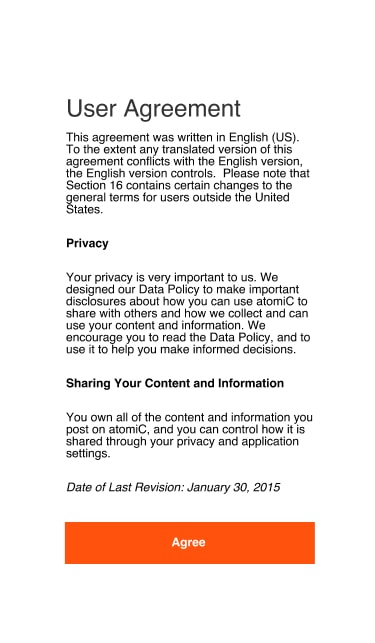 User Agreement
This agreement was written in English (US).
To the extent any translated version of this
agreement conflicts with the English version,
the English version controls.  Please note that
Section 16 contains certain changes to the
general terms for users outside the United
States.
Privacy
Your privacy is very important to us. We
designed our Data Policy to make important
disclosures about how you can use atomiC to
share with others and how we collect and can
use your content and information. We
encourage you to read the Data Policy, and to
use it to help you make informed decisions.
Sharing Your Content and Information
You own all of the content and information you
post on atomiC, and you can control how it is
shared through your privacy and application
settings.
Date of Last Revision: January 30, 2015
Agree